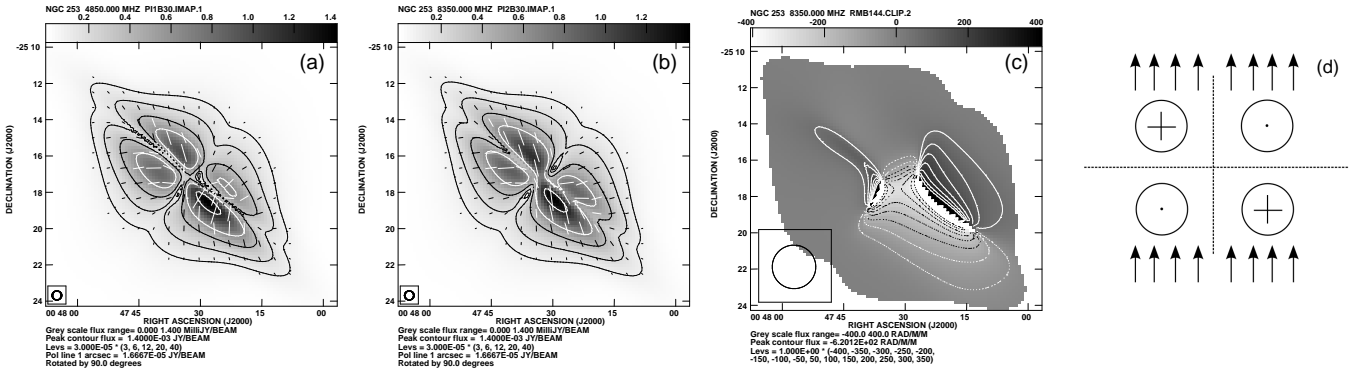 NGC 253 4850.000 MHZ PI1B30.IMAP.1
0.2 0.4 0.6 0.8 1.0 1.2 1.4
(a)
-25 10
12
14
16
18
20
22
24
DECLINATION (J2000)
00 48 00 47 45 30 15 00
RIGHT ASCENSION (J2000)
Grey scale flux range= 0.000 1.400 MilliJY/BEAM
Peak contour flux = 1.4000E-03 JY/BEAM
Levs = 3.000E-05 * (3, 6, 12, 20, 40)
Pol line 1 arcsec = 1.6667E-05 JY/BEAM
Rotated by 90.0 degrees
NGC 253 8350.000 MHZ PI2B30.IMAP.1
0.2 0.4 0.6 0.8 1.0 1.2 1.4
(b)
-25 10
12
14
16
18
20
22
24
DECLINATION (J2000)
00 48 00 47 45 30 15 00
RIGHT ASCENSION (J2000)
Grey scale flux range= 0.000 1.400 MilliJY/BEAM
Peak contour flux = 1.4000E-03 JY/BEAM
Levs = 3.000E-05 * (3, 6, 12, 20, 40)
Pol line 1 arcsec = 1.6667E-05 JY/BEAM
Rotated by 90.0 degrees
NGC 253 8350.000 MHZ RMB144.CLIP.2
-400 -200 0 200 400
(c)
-25 10
12
14
16
18
20
22
24
DECLINATION (J2000)
00 48 00 47 45 30 15 00
RIGHT ASCENSION (J2000)
Grey scale flux range= -400.0 400.0 RAD/M/M
Peak contour flux = -6.2012E+02 RAD/M/M
Levs = 1.000E+00 * (-400, -350, -300, -250, -200,
-150, -100, -50, 50, 100, 150, 200, 250, 300, 350)
(d)